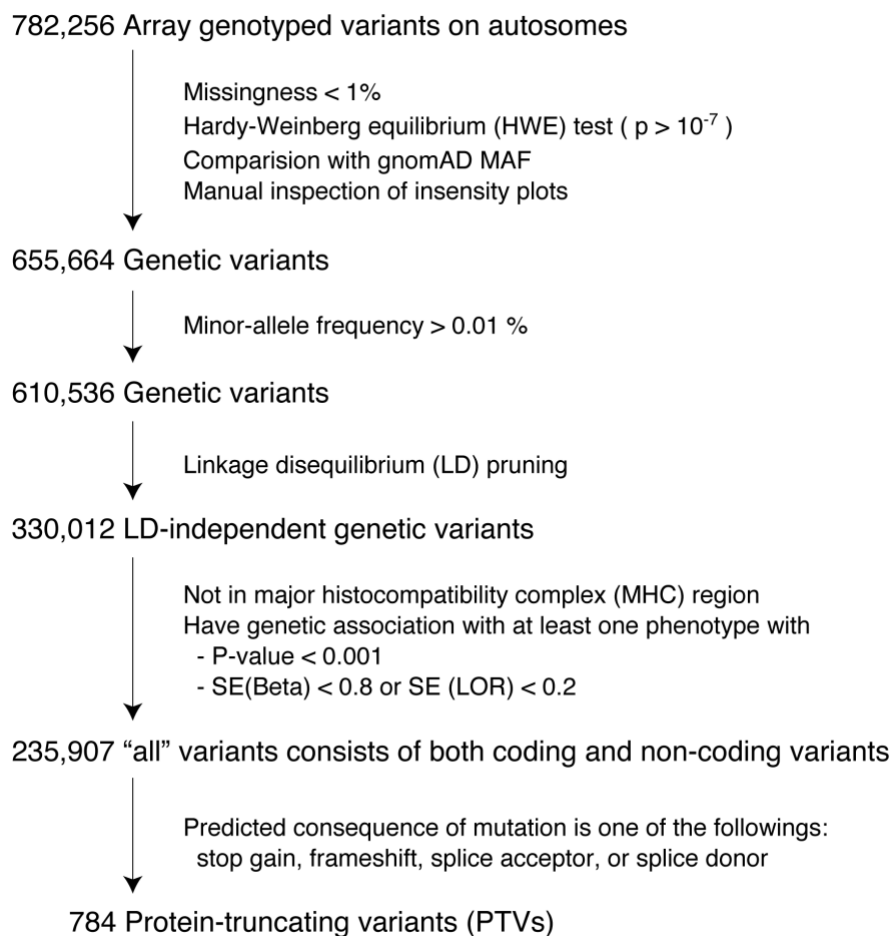 782,256 Array genotyped variants on autosomes
Missingness < 1%
Hardy-Weinberg equilibrium (HWE) test ( p > 10⁻⁷ )
Comparision with gnomAD MAF
Manual inspection of insensity plots
655,664 Genetic variants
Minor-allele frequency > 0.01 %
610,536 Genetic variants
Linkage disequilibrium (LD) pruning
330,012 LD-independent genetic variants
Not in major histocompatibility complex (MHC) region
Have genetic association with at least one phenotype with
- P-value < 0.001
- SE(Beta) < 0.8 or SE (LOR) < 0.2
235,907 “all” variants consists of both coding and non-coding variants
Predicted consequence of mutation is one of the followings:
stop gain, frameshift, splice acceptor, or splice donor
784 Protein-truncating variants (PTVs)